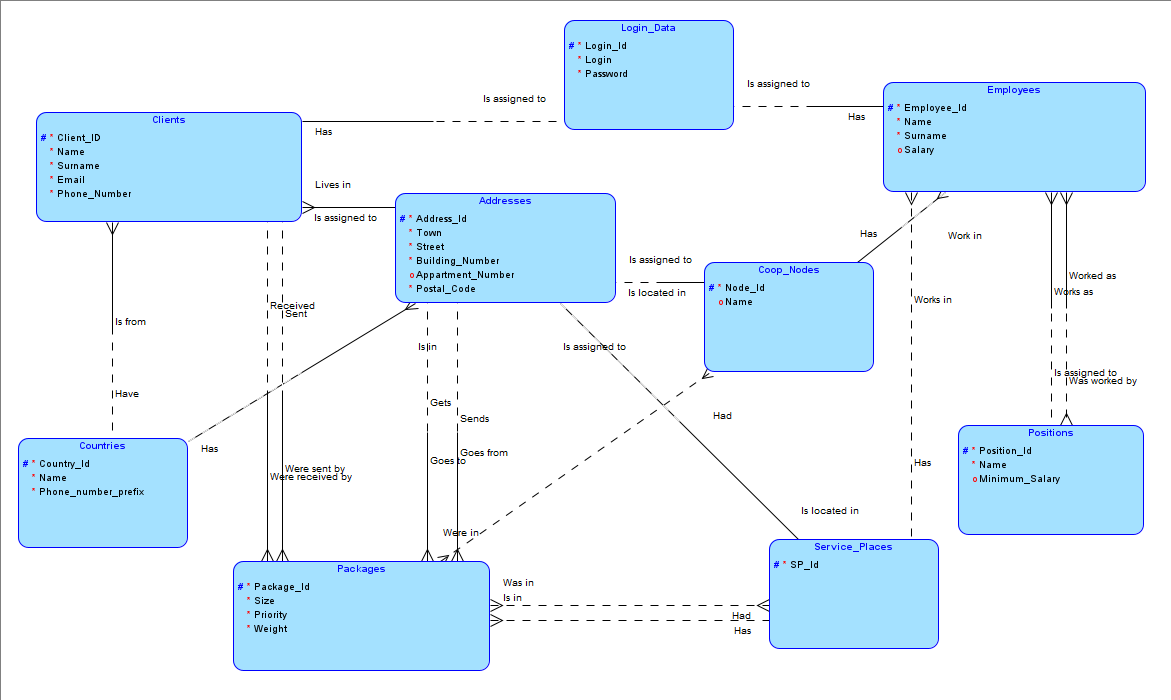 Login_Data
# * Login_Id
* Login
* Password
Is assigned to
Is assigned to
Employees
# * Employee_Id
* Name
* Surname
o Salary
Has
Clients
# * Client_ID
* Name
* Surname
* Email
* Phone_Number
Has
Lives in
Is assigned to
Addresses
# * Address_Id
* Town
* Street
* Building_Number
o Appartment_Number
* Postal_Code
Is assigned to
Is located in
Coop_Nodes
# * Node_Id
o Name
Has
Work in
Works in
Worked as
Works as
Received
Sent
Is from
Is in
Is assigned to
Is assigned to
Was worked by
Have
Gets
Sends
Had
Positions
# * Position_Id
* Name
o Minimum_Salary
Countries
# * Country_Id
* Name
* Phone_number_prefix
Has
Goes from
Goes to
Were sent by
Were received by
Has
Is located in
Were in
Service_Places
# * SP_Id
Packages
# * Package_Id
* Size
* Priority
* Weight
Was in
Is in
Had
Has